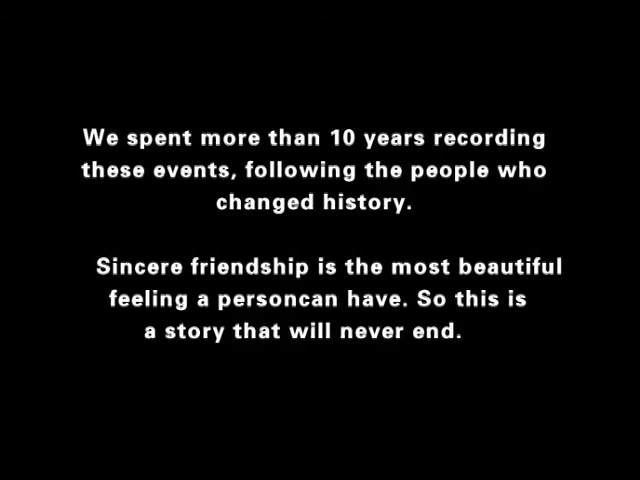 We spent more than 10 years recording
these events, following the people who
changed history.
Sincere friendship is the most beautiful
feeling a personcan have. So this is
a story that will never end.